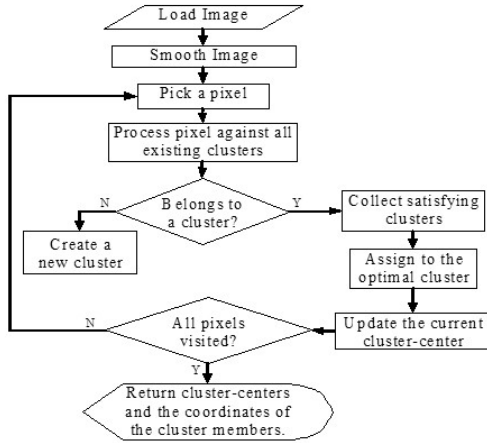 Load Image
Smooth Image
Pick a pixel
Process pixel against all
existing clusters
N
Belongs to
a cluster?
Y
Create a
new cluster
Collect satisfying
clusters
Assign to the
optimal cluster
Update the current
cluster-center
N
All pixels
visited?
Y
Return cluster-centers
and the coordinates of
the cluster members.